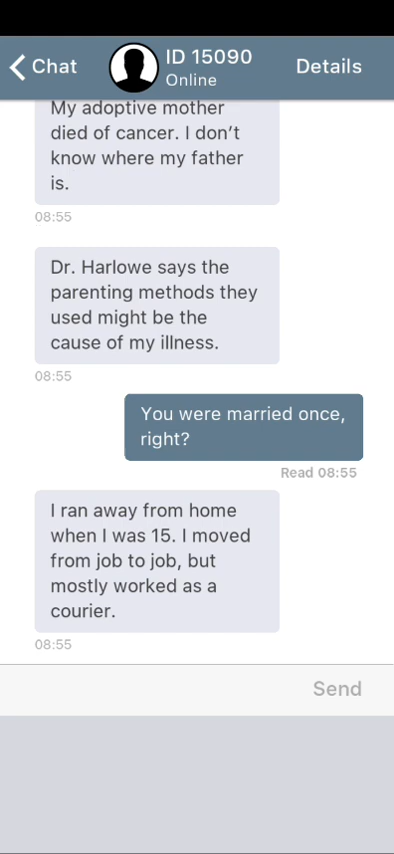 Chat
ID 15090
Online
Details
My adoptive mother
died of cancer. I don't
know where my father
is.
08:55
Dr. Harlowe says the
parenting methods they
used might be the
cause of my illness.
08:55
You were married once,
right?
Read 08:55
I ran away from home
when I was 15. I moved
from job to job, but
mostly worked as a
courier.
08:55
Send